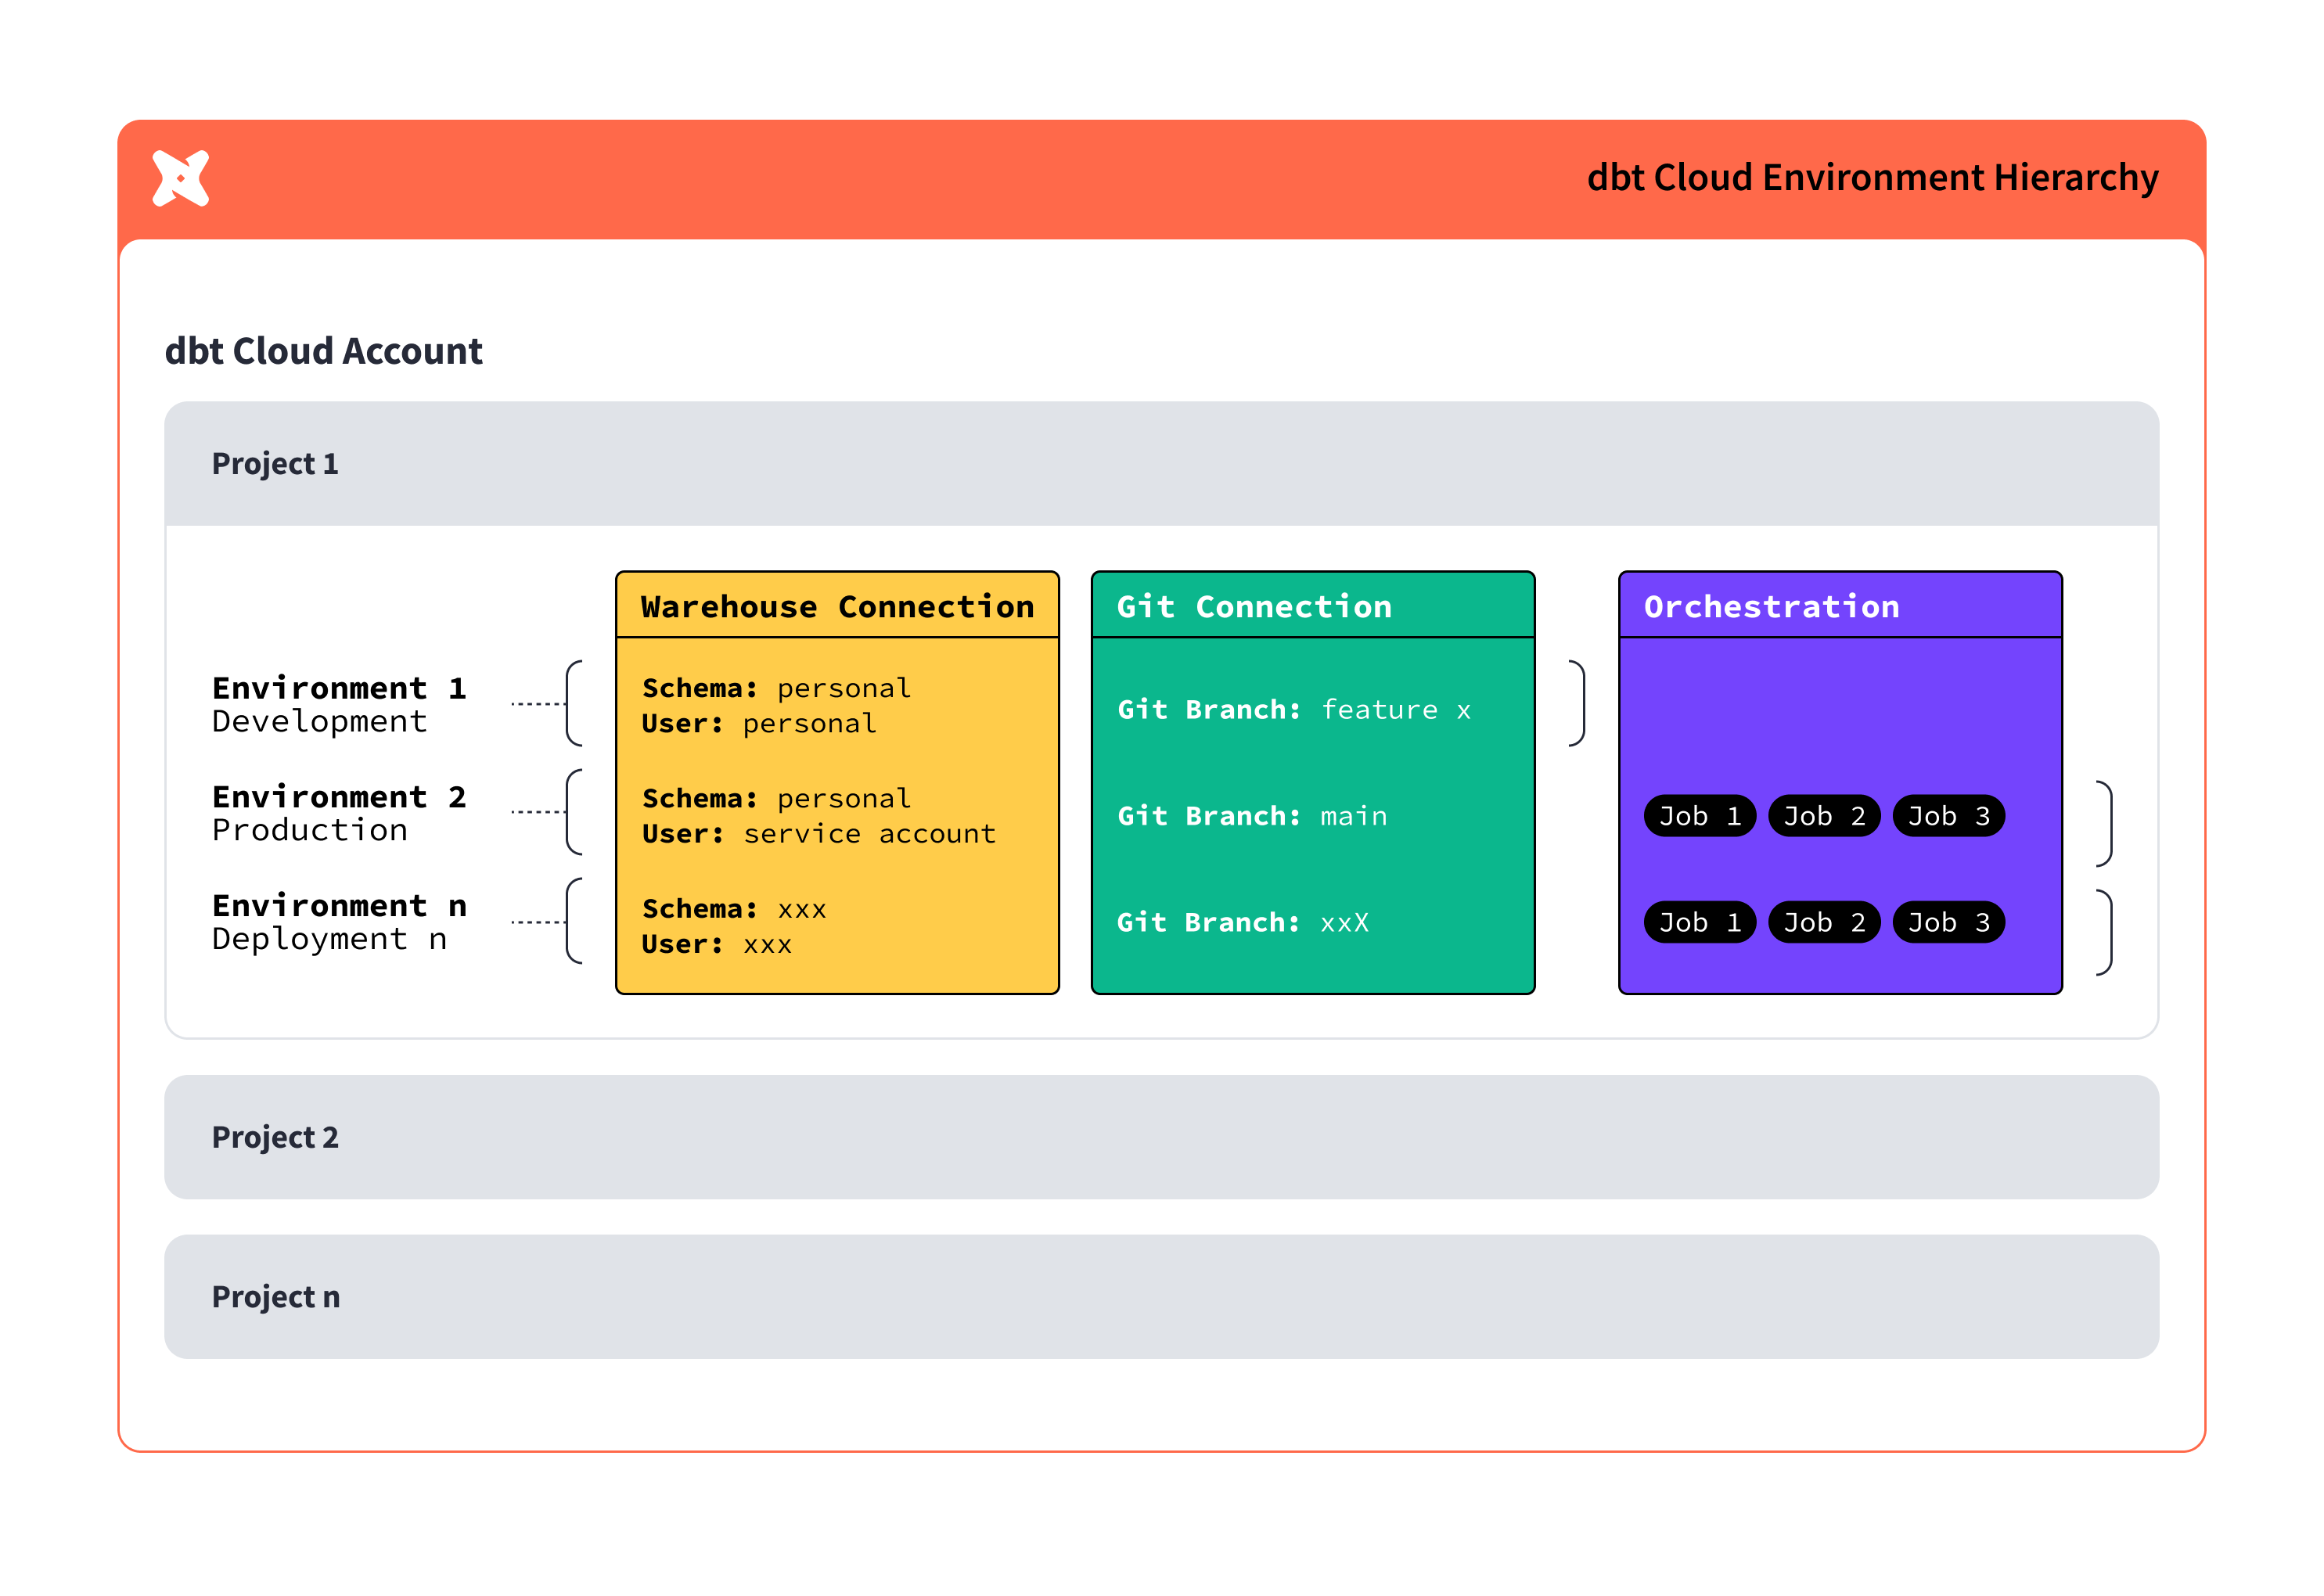 dbt Cloud Environment Hierarchy
dbt Cloud Account
Project 1
Warehouse Connection
Git Connection
Orchestration
Environment 1
Development
Schema: personal
User: personal
Git Branch: feature x
Environment 2
Production
Schema: personal
User: service account
Git Branch: main
Job 1 Job 2 Job 3
Environment n
Deployment n
Schema: xxx
User: xxx
Git Branch: xxX
Job 1 Job 2 Job 3
Project 2
Project n